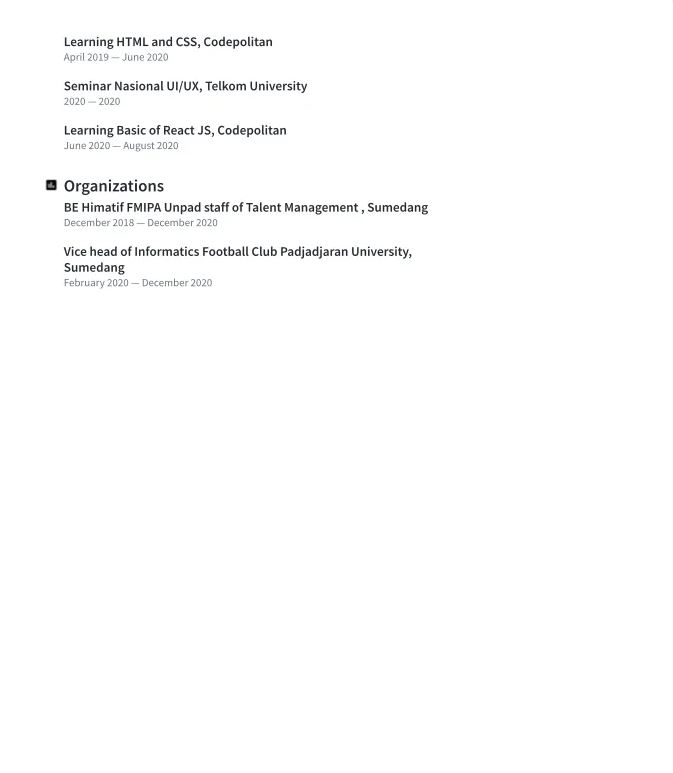 Learning HTML and CSS, Codepolitan
April 2019 — June 2020
Seminar Nasional UI/UX, Telkom University
2020 — 2020
Learning Basic of React JS, Codepolitan
June 2020 — August 2020
Organizations
BE Himatif FMIPA Unpad staff of Talent Management , Sumedang
December 2018 — December 2020
Vice head of Informatics Football Club Padjadjaran University,
Sumedang
February 2020 — December 2020